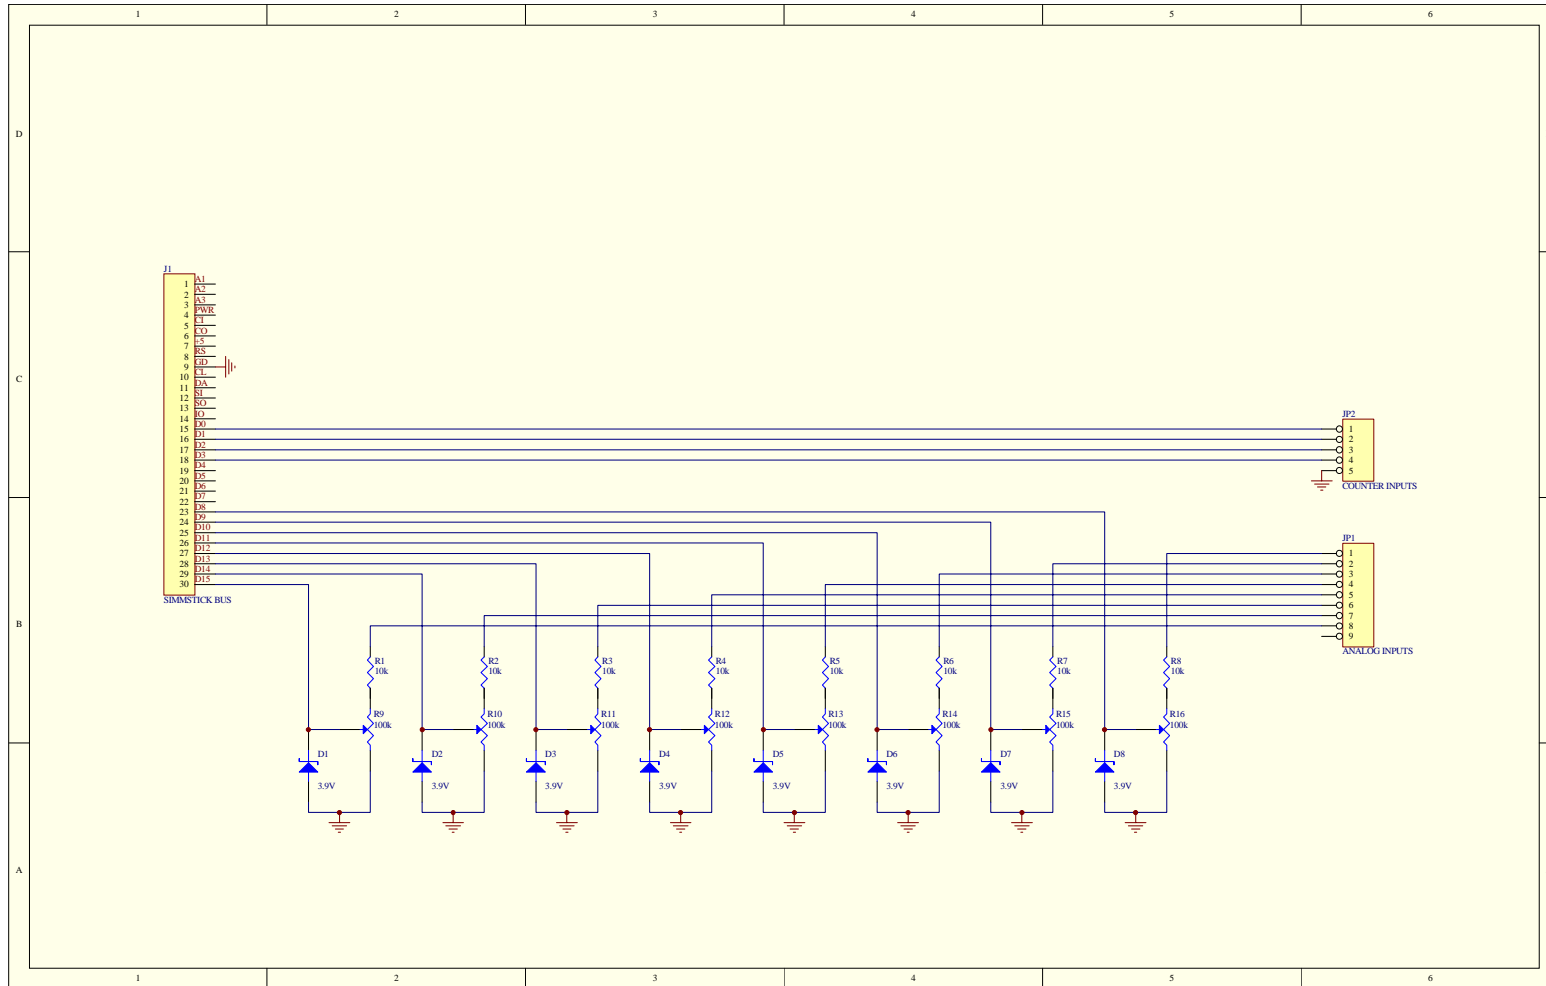 1 2 3 4 5 6
D
J1
1 A1
2 A2
3 A3
4 PWR
5 CI
6 CO
7 +5
8 RS
9 GD
10 CL
11 DA
12 SI
13 SO
14 IO
15 D0
16 D1
17 D2
18 D3
19 D4
20 D5
21 D6
22 D7
23 D8
24 D9
25 D10
26 D11
27 D12
28 D13
29 D14
30 D15
SIMMSTICK BUS
C
JP2
1
2
3
4
5
COUNTER INPUTS
JP1
1
2
3
4
5
6
7
8
9
ANALOG INPUTS
B
R1 R2 R3 R4 R5 R6 R7 R8
10k 10k 10k 10k 10k 10k 10k 10k
R9 R10 R11 R12 R13 R14 R15 R16
100k 100k 100k 100k 100k 100k 100k 100k
D1 D2 D3 D4 D5 D6 D7 D8
3.9V 3.9V 3.9V 3.9V 3.9V 3.9V 3.9V 3.9V
A
1 2 3 4 5 6